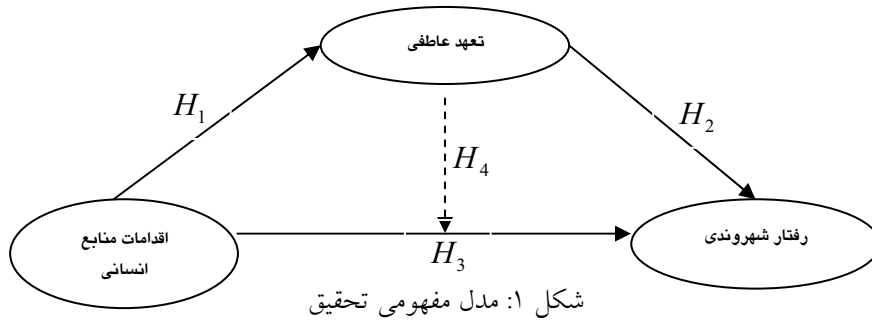 تعهد عاطفی
H1
H2
H4
اقدامات منابع
انسانی
رفتار شهروندی
H3
شکل ۱: مدل مفهومی تحقیق